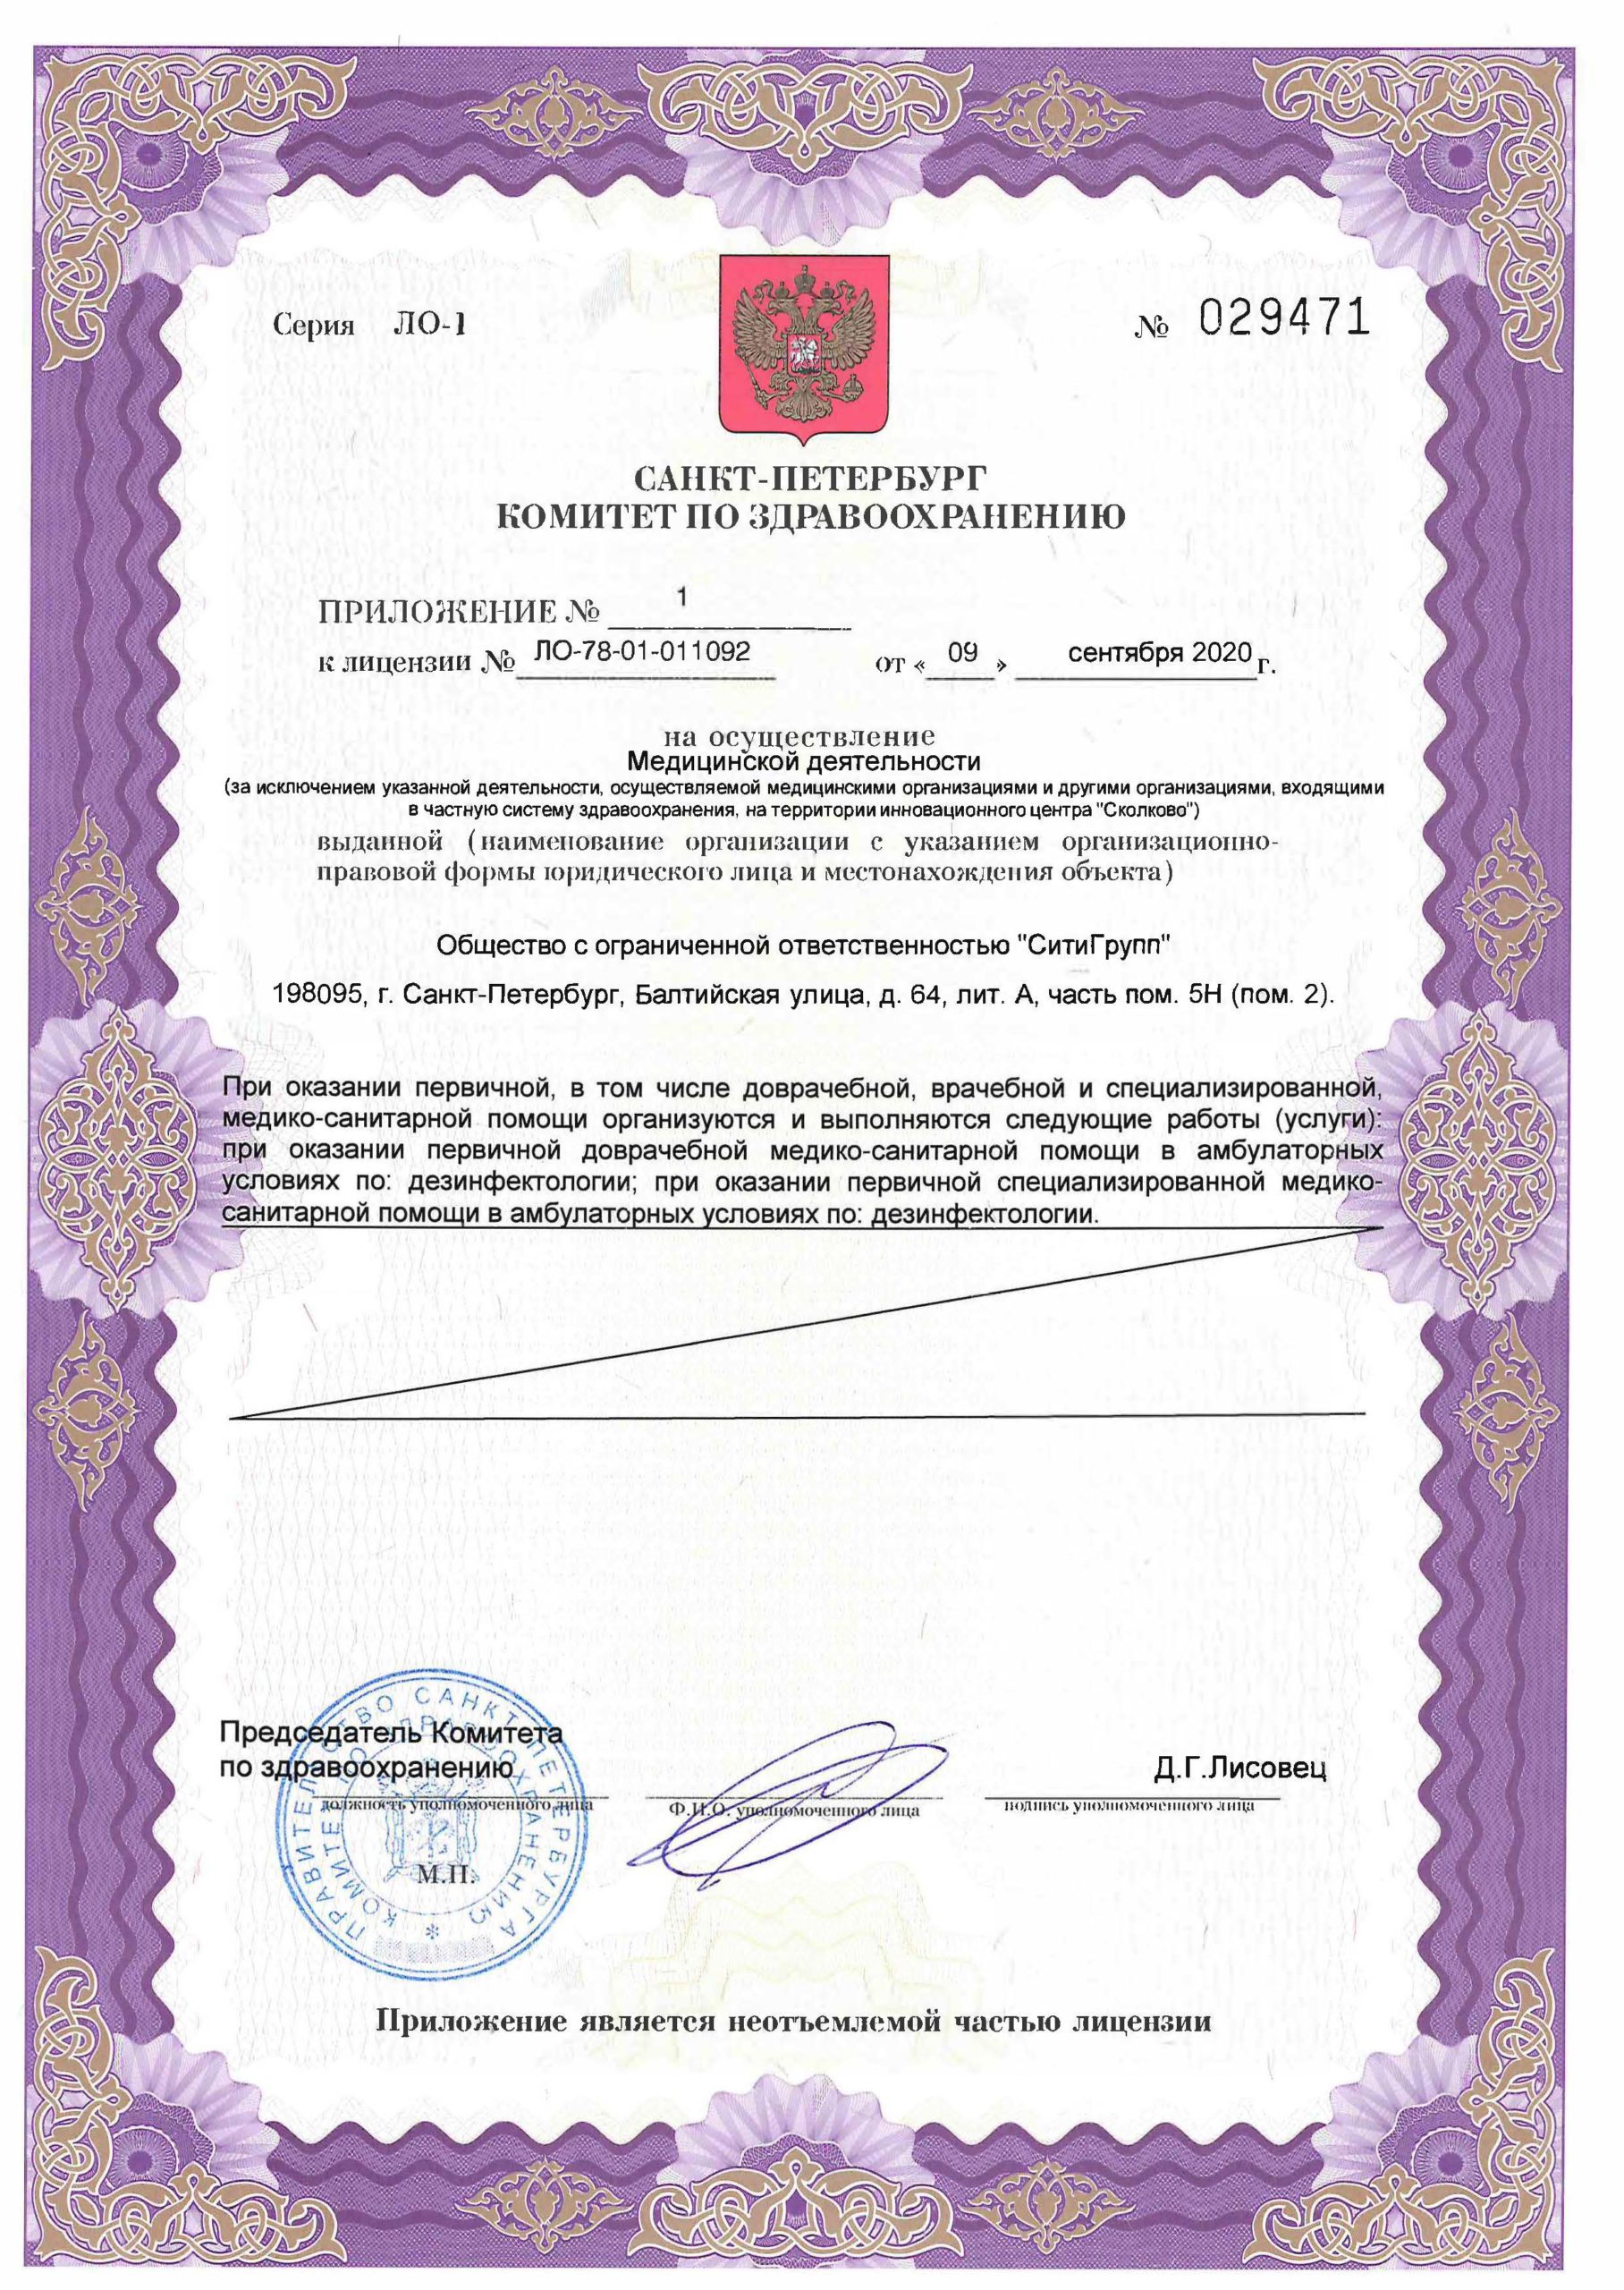 Серия ЛО-1
№ 029471
САНКТ-ПЕТЕРБУРГ
КОМИТЕТ ПО ЗДРАВООХРАНЕНИЮ
ПРИЛОЖЕНИЕ № 1
к лицензии № ЛО-78-01-011092 от « 09 » сентября 2020 г.
на осуществление
Медицинской деятельности
(за исключением указанной деятельности, осуществляемой медицинскими организациями и другими организациями, входящими
в частную систему здравоохранения, на территории инновационного центра "Сколково")
выданной (наименование организации с указанием организационно-
правовой формы юридического лица и местонахождения объекта)
Общество с ограниченной ответственностью "СитиГрупп"
198095, г. Санкт-Петербург, Балтийская улица, д. 64, лит. А, часть пом. 5Н (пом. 2).
При оказании первичной, в том числе доврачебной, врачебной и специализированной,
медико-санитарной помощи организуются и выполняются следующие работы (услуги):
при оказании первичной доврачебной медико-санитарной помощи в амбулаторных
условиях по: дезинфектологии; при оказании первичной специализированной медико-
санитарной помощи в амбулаторных условиях по: дезинфектологии.
Председатель Комитета
по здравоохранению
Д.Г.Лисовец
должность уполномоченного лица
Ф.И.О. уполномоченного лица
подпись уполномоченного лица
М.П.
ПРАВИТЕЛЬСТВО САНКТ-ПЕТЕРБУРГА
КОМИТЕТ ПО ЗДРАВООХРАНЕНИЮ
*
Приложение является неотъемлемой частью лицензии